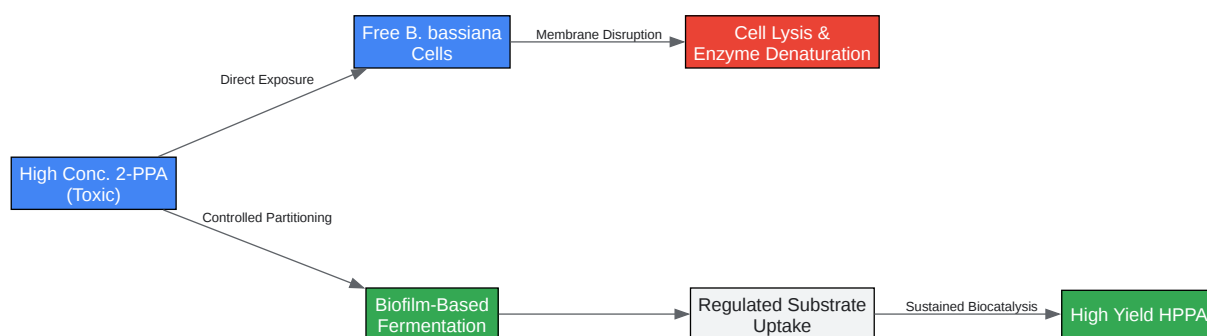 Free B. bassiana
Cells
Membrane Disruption
Cell Lysis &
Enzyme Denaturation
Direct Exposure
High Conc. 2-PPA
(Toxic)
Controlled Partitioning
Biofilm-Based
Fermentation
Regulated Substrate
Uptake
Sustained Biocatalysis
High Yield HPPA